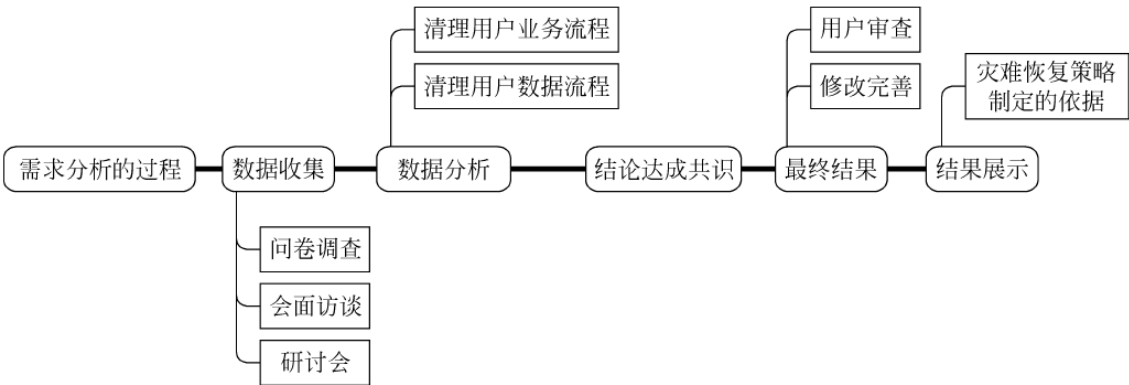 清理用户业务流程
清理用户数据流程
用户审查
修改完善
灾难恢复策略
制定的依据
需求分析的过程
数据收集
数据分析
结论达成共识
最终结果
结果展示
问卷调查
会面访谈
研讨会